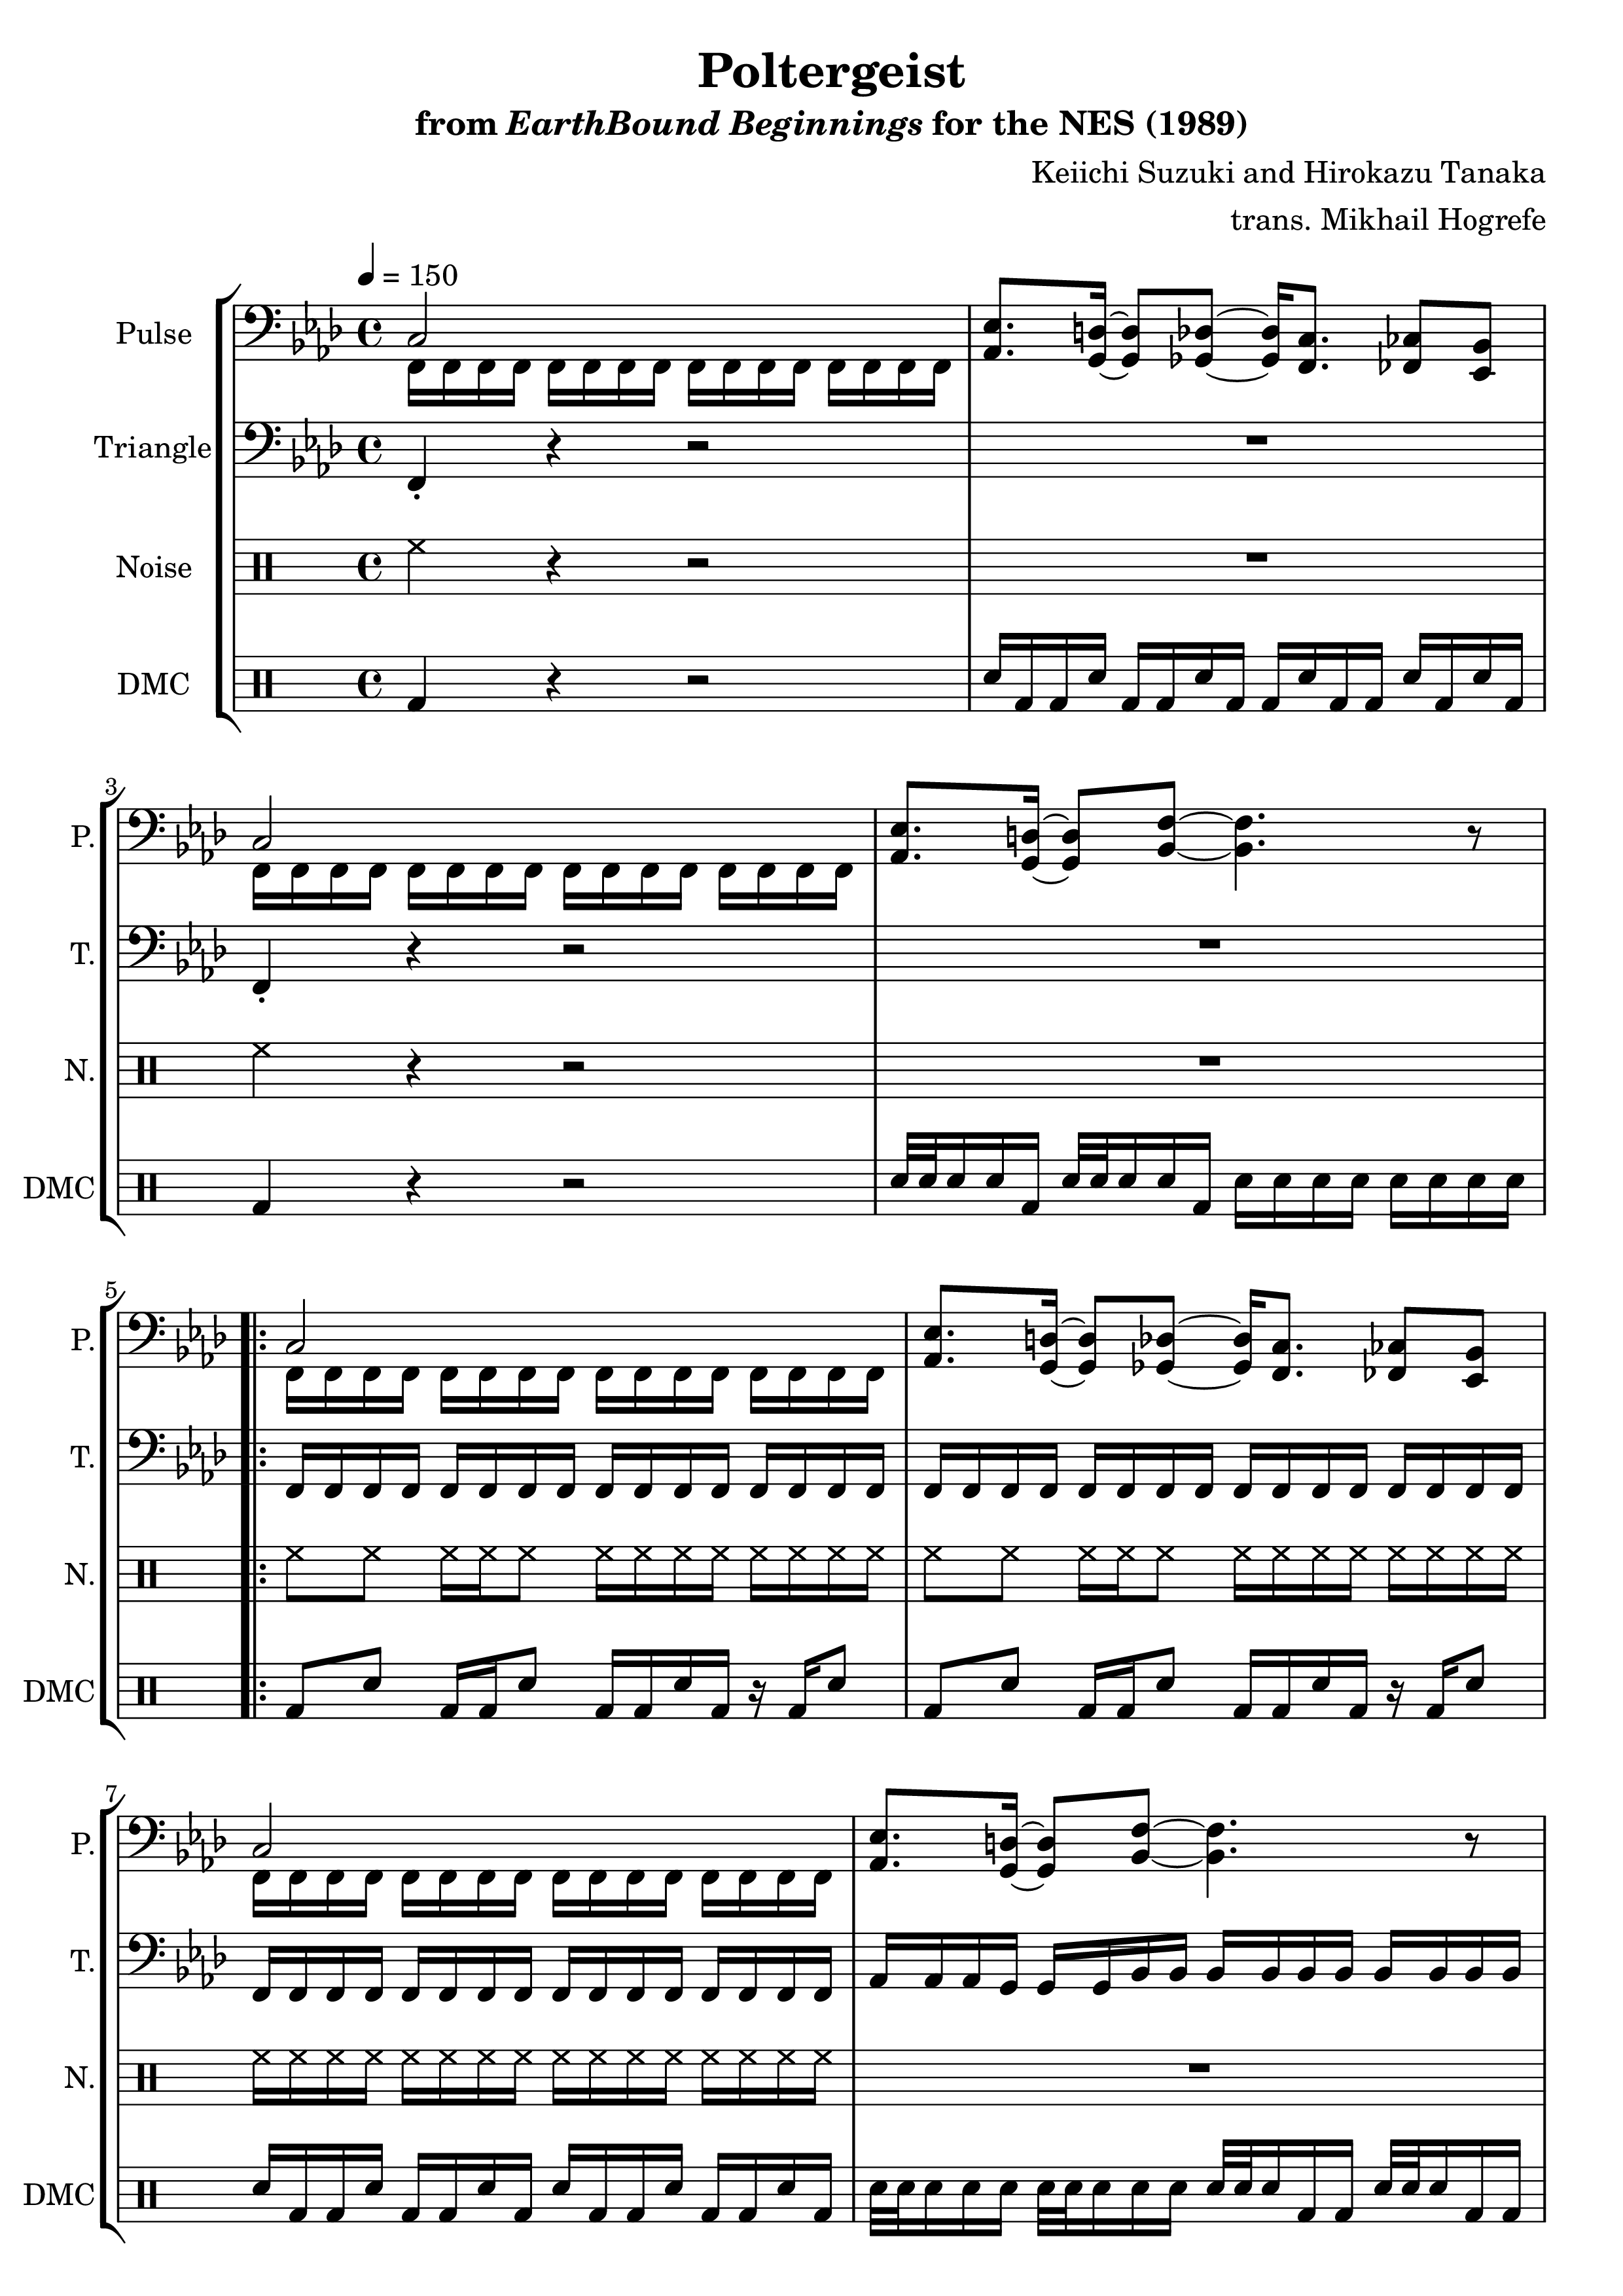 Poltergeist
from EarthBound Beginnings for the NES (1989)
Keiichi Suzuki and Hirokazu Tanaka
trans. Mikhail Hogrefe
= 150
Pulse
Triangle
Noise
DMC
3
P.
T.
N.
DMC
5
P.
T.
N.
DMC
7
P.
T.
N.
DMC